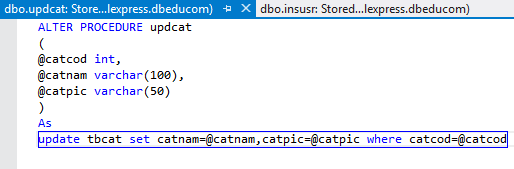 dbo.updcat: Store...lexpress.dbeducom) dbo.insusr: Stored...lexpress.dbeducom)
ALTER PROCEDURE updcat
(
@catcod int,
@catnam varchar(100),
@catpic varchar(50)
)
As
update tbcat set catnam=@catnam,catpic=@catpic where catcod=@catcod